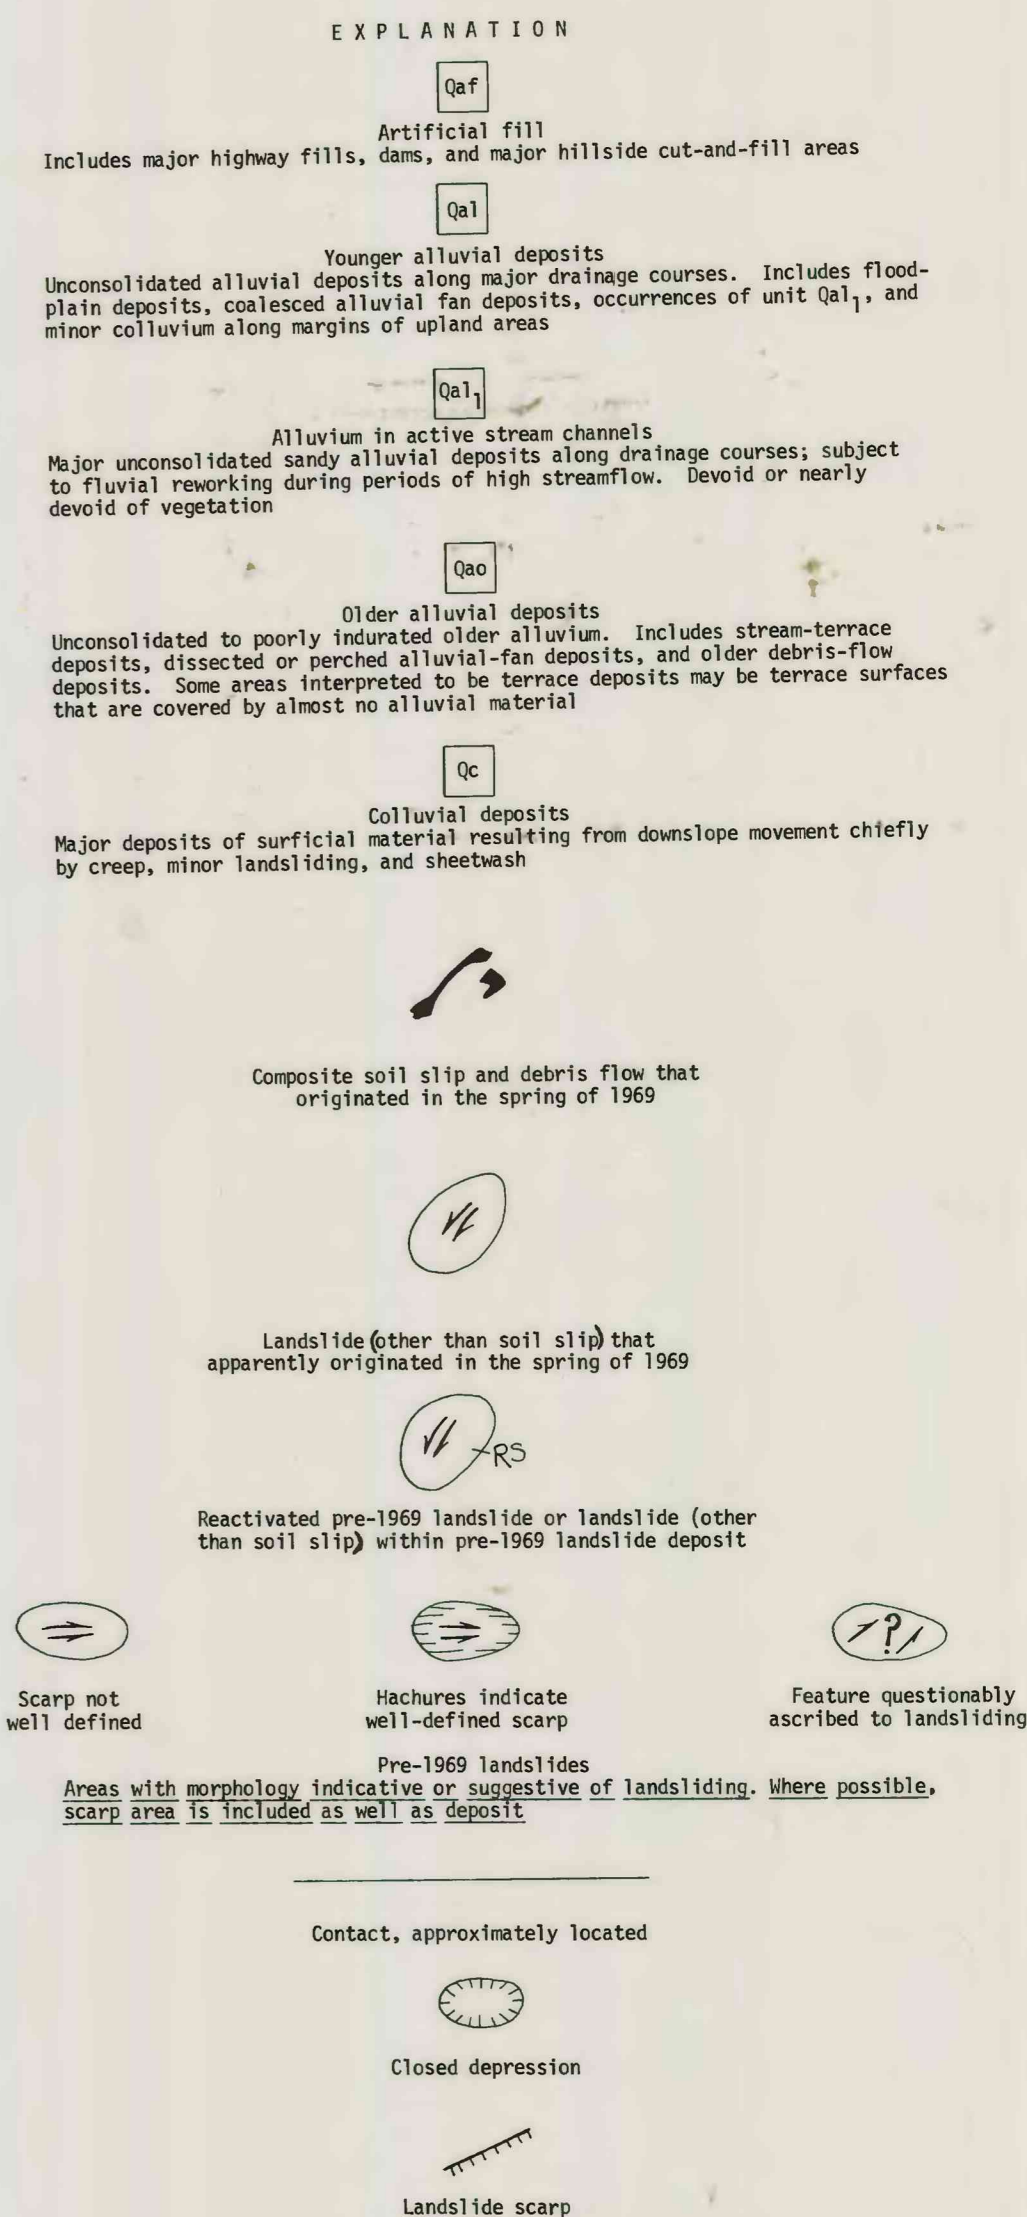 E X P L A N A T I O N
Qaf
Artificial fill
Includes major highway fills, dams, and major hillside cut-and-fill areas
Qal
Younger alluvial deposits
Unconsolidated alluvial deposits along major drainage courses. Includes flood-
plain deposits, coalesced alluvial fan deposits, occurrences of unit Qal₁, and
minor colluvium along margins of upland areas
Qal₁
Alluvium in active stream channels
Major unconsolidated sandy alluvial deposits along drainage courses; subject
to fluvial reworking during periods of high streamflow. Devoid or nearly
devoid of vegetation
Qao
Older alluvial deposits
Unconsolidated to poorly indurated older alluvium. Includes stream-terrace
deposits, dissected or perched alluvial-fan deposits, and older debris-flow
deposits. Some areas interpreted to be terrace deposits may be terrace surfaces
that are covered by almost no alluvial material
Qc
Colluvial deposits
Major deposits of surficial material resulting from downslope movement chiefly
by creep, minor landsliding, and sheetwash
Composite soil slip and debris flow that
originated in the spring of 1969
Landslide (other than soil slip) that
apparently originated in the spring of 1969
RS
Reactivated pre-1969 landslide or landslide (other
than soil slip) within pre-1969 landslide deposit
?
Scarp not
well defined
Hachures indicate
well-defined scarp
Feature questionably
ascribed to landsliding
Pre-1969 landslides
Areas with morphology indicative or suggestive of landsliding. Where possible,
scarp area is included as well as deposit
Contact, approximately located
Closed depression
Landslide scarp